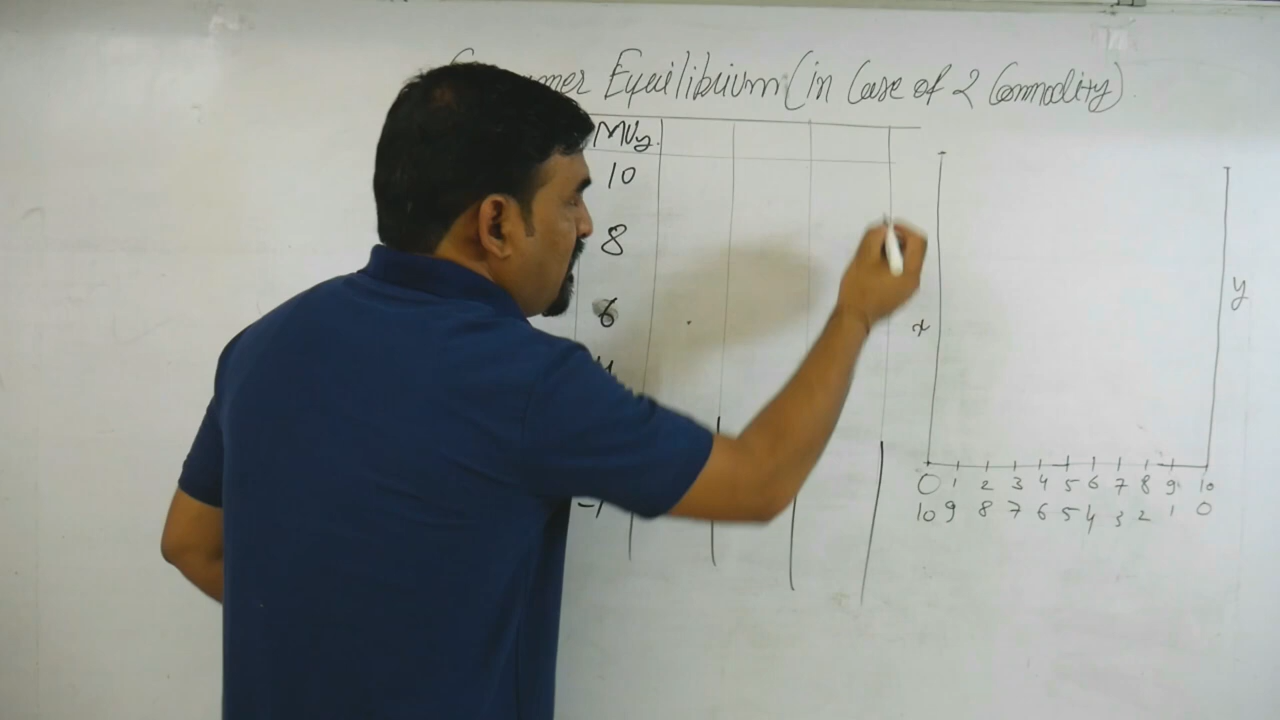 Equilibrium (in Case of 2 Commodity)
MUy
10
8
6
-1
x
y
0 1 2 3 4 5 6 7 8 9 10
10 9 8 7 6 5 4 3 2 1 0